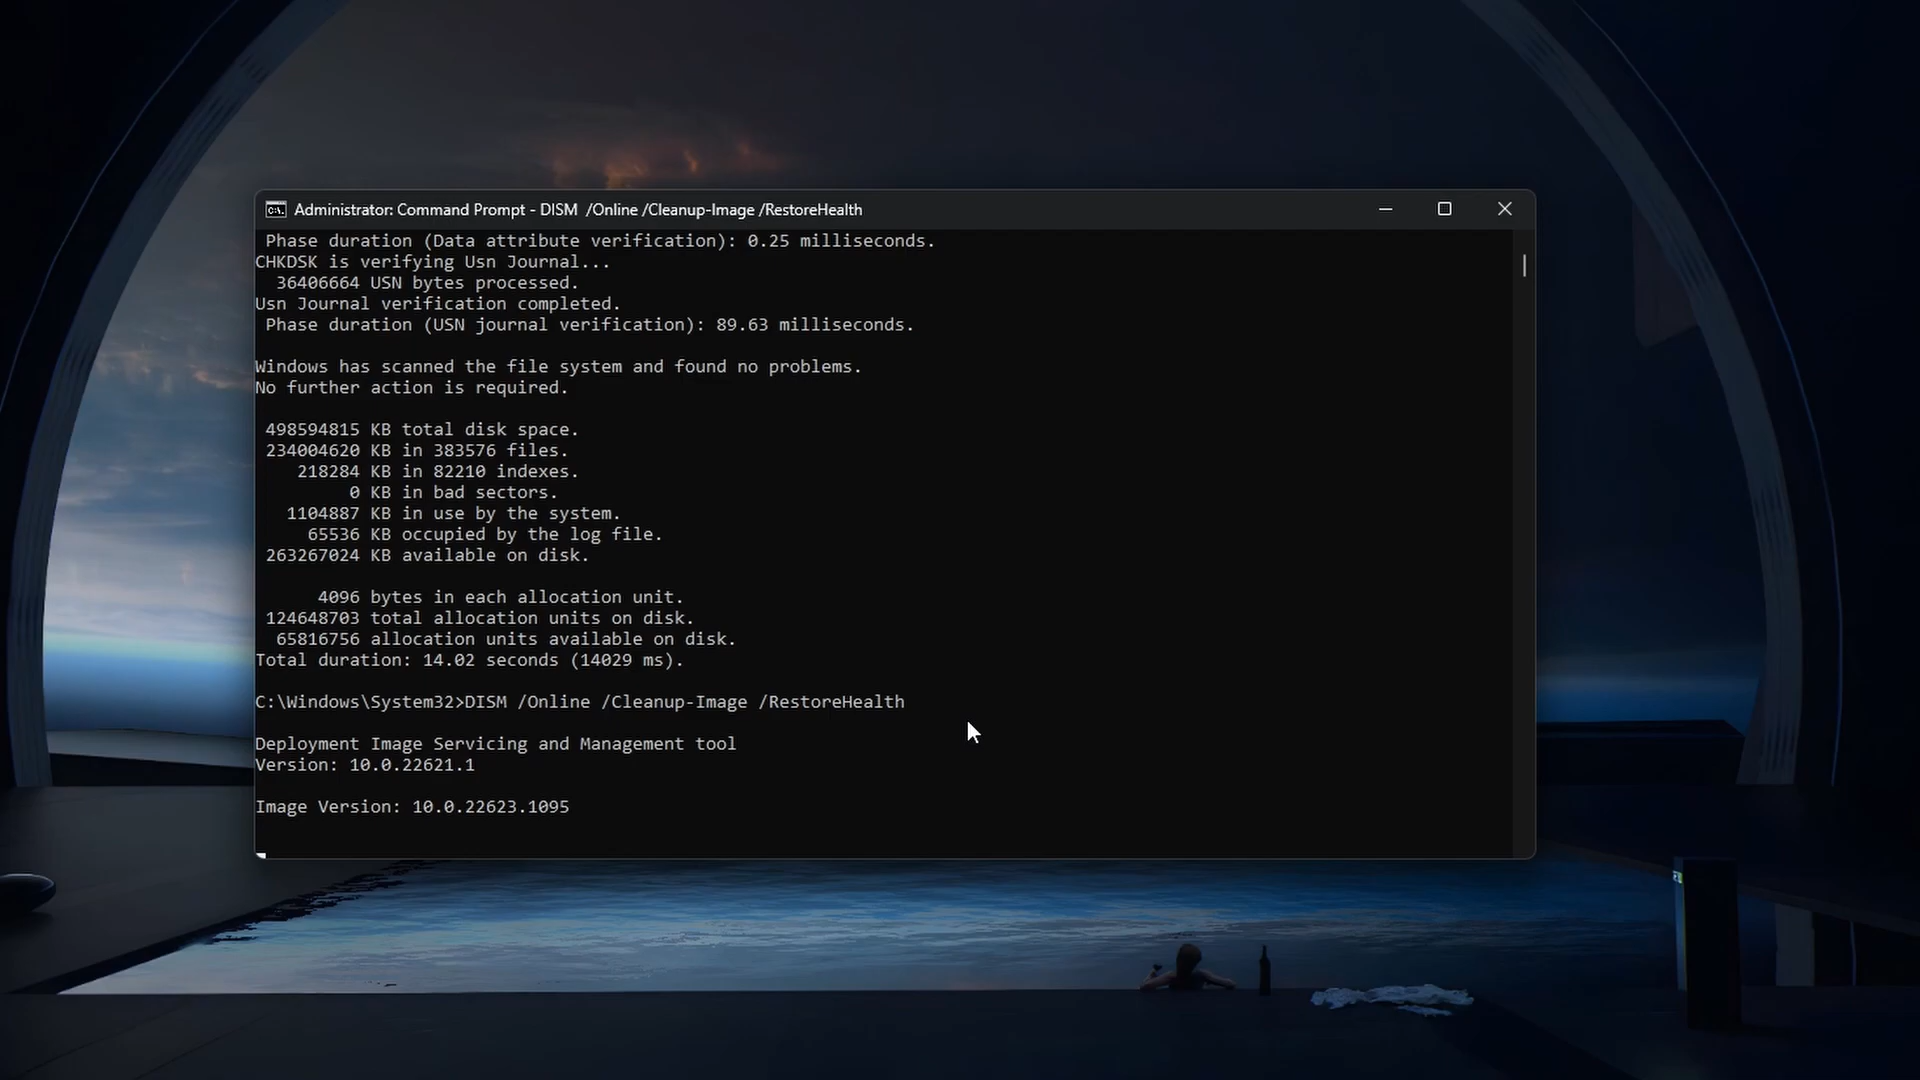 Administrator: Command Prompt - DISM  /Online /Cleanup-Image /RestoreHealth
 Phase duration (Data attribute verification): 0.25 milliseconds.
CHKDSK is verifying Usn Journal...
  36406664 USN bytes processed.
Usn Journal verification completed.
 Phase duration (USN journal verification): 89.63 milliseconds.
Windows has scanned the file system and found no problems.
No further action is required.
 498594815 KB total disk space.
 234004620 KB in 383576 files.
    218284 KB in 82210 indexes.
         0 KB in bad sectors.
   1104887 KB in use by the system.
     65536 KB occupied by the log file.
 263267024 KB available on disk.
      4096 bytes in each allocation unit.
 124648703 total allocation units on disk.
  65816756 allocation units available on disk.
Total duration: 14.02 seconds (14029 ms).
C:\Windows\System32>DISM /Online /Cleanup-Image /RestoreHealth
Deployment Image Servicing and Management tool
Version: 10.0.22621.1
Image Version: 10.0.22623.1095